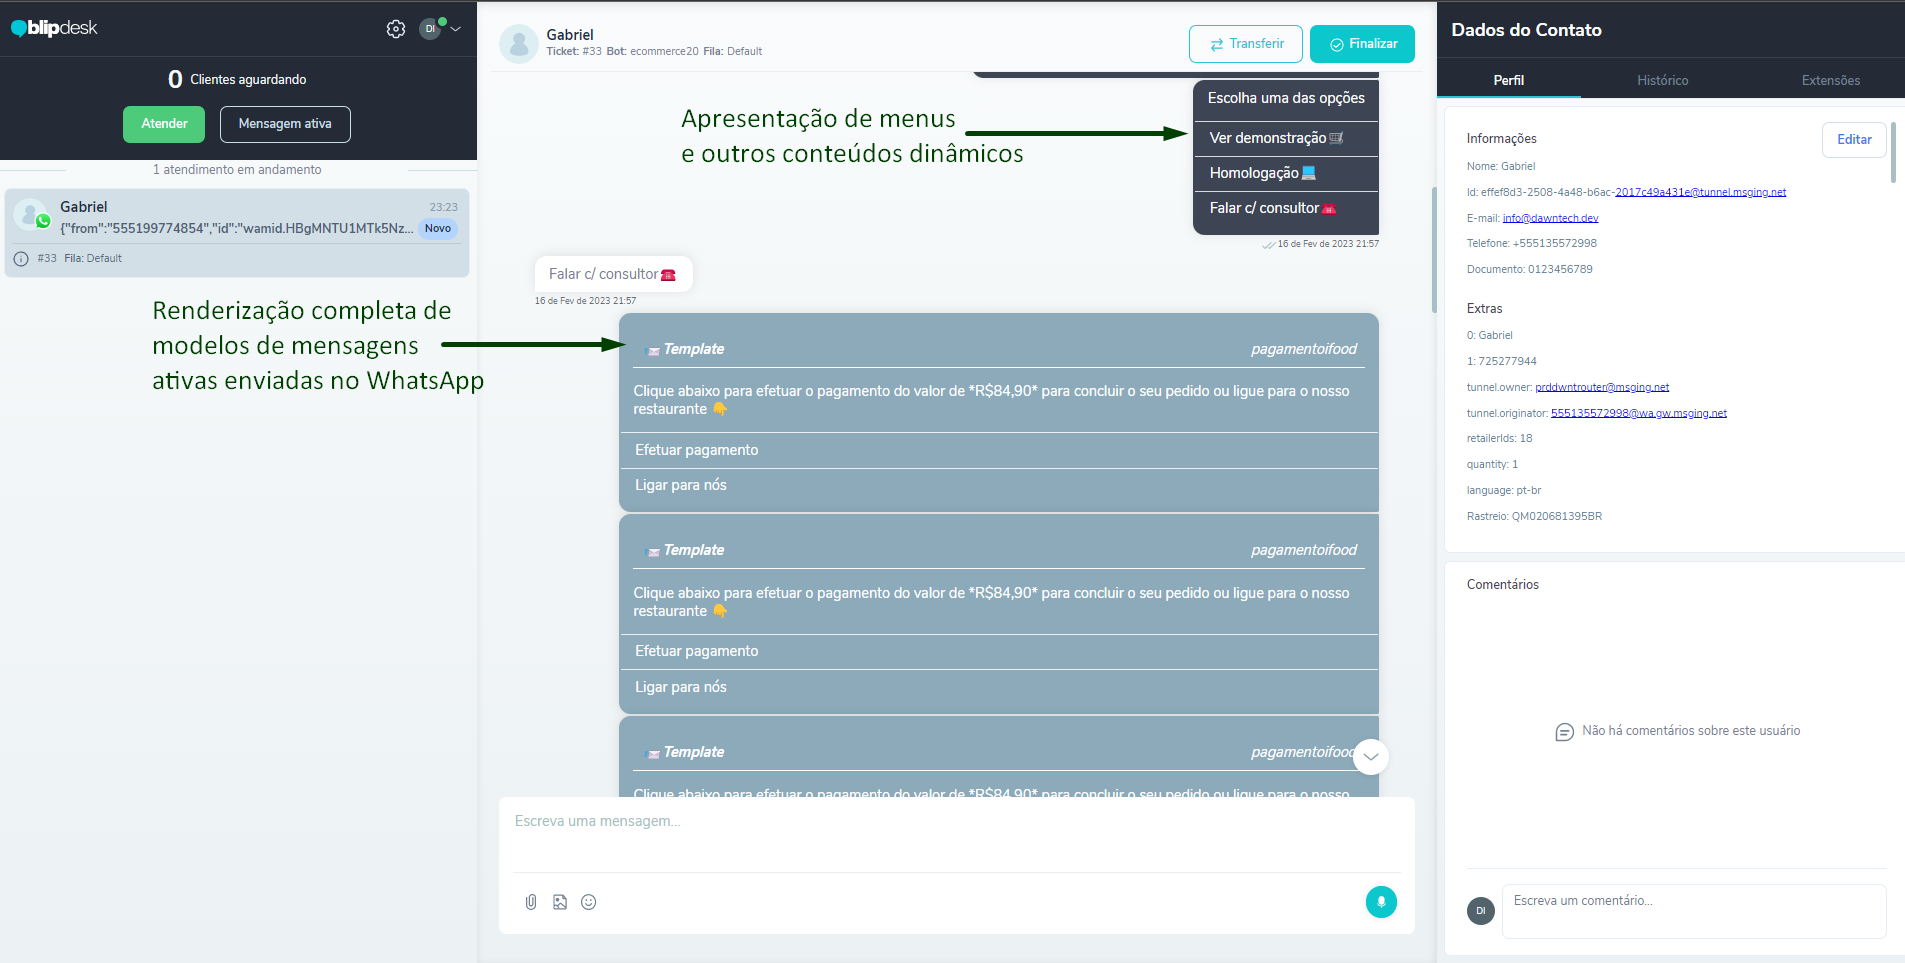 blipdesk
DI
0 Clientes aguardando
Atender
Mensagem ativa
1 atendimento em andamento
Gabriel
23:23
{"from":"555199774854","id":"wamid.HBgMNTU1MTk5Nz...
Novo
#33 Fila: Default
Renderização completa de
modelos de mensagens
ativas enviadas no WhatsApp
Gabriel
Ticket: #33 Bot: ecommerce20 Fila: Default
Transferir
Finalizar
Apresentação de menus
e outros conteúdos dinâmicos
Escolha uma das opções
Ver demonstração🛒
Homologação💻
Falar c/ consultor☎️
16 de Fev de 2023 21:57
Falar c/ consultor☎️
16 de Fev de 2023 21:57
📨 Template
pagamentoifood
Clique abaixo para efetuar o pagamento do valor de *R$84,90* para concluir o seu pedido ou ligue para o nosso
restaurante 👇
Efetuar pagamento
Ligar para nós
📨 Template
pagamentoifood
Clique abaixo para efetuar o pagamento do valor de *R$84,90* para concluir o seu pedido ou ligue para o nosso
restaurante 👇
Efetuar pagamento
Ligar para nós
📨 Template
pagamentoifood
Clique abaixo para efetuar o pagamento do valor de *R$84,90* para concluir o seu pedido ou ligue para o nosso
Escreva uma mensagem...
Dados do Contato
Perfil
Histórico
Extensões
Informações
Editar
Nome: Gabriel
Id: effef8d3-2508-4a48-b6ac-2017c49a431e@tunnel.msging.net
E-mail: info@dawntech.dev
Telefone: +555135572998
Documento: 0123456789
Extras
0: Gabriel
1: 725277944
tunnel.owner: prddwntrouter@msging.net
tunnel.originator: 555135572998@wa.gw.msging.net
retailerIds: 18
quantity: 1
language: pt-br
Rastreio: QM020681395BR
Comentários
Não há comentários sobre este usuário
DI
Escreva um comentário...